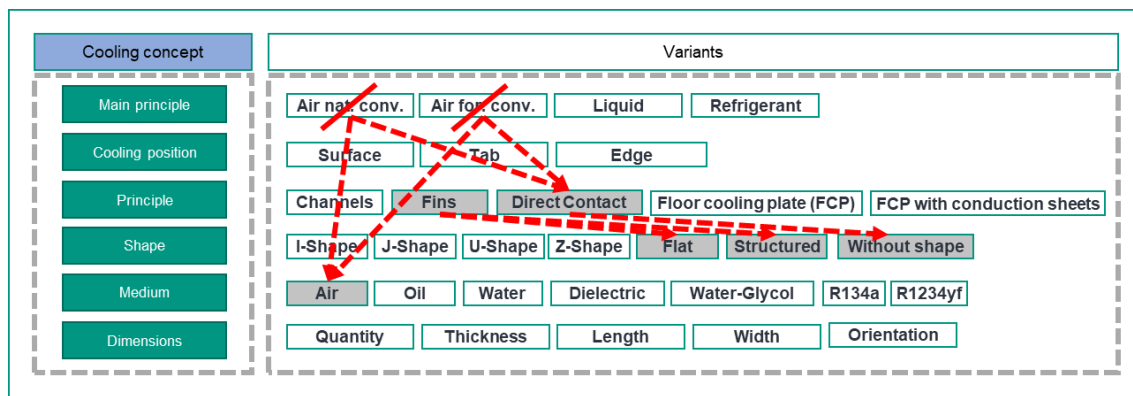 Cooling concept Variants
Main principle Air nat. conv. Air for. conv. Liquid Refrigerant
Cooling position Surface Tab Edge
Principle Channels Fins Direct Contact Floor cooling plate (FCP) FCP with conduction sheets
Shape I-Shape J-Shape U-Shape Z-Shape Flat Structured Without shape
Medium Air Oil Water Dielectric Water-Glycol R134a R1234yf
Dimensions Quantity Thickness Length Width Orientation